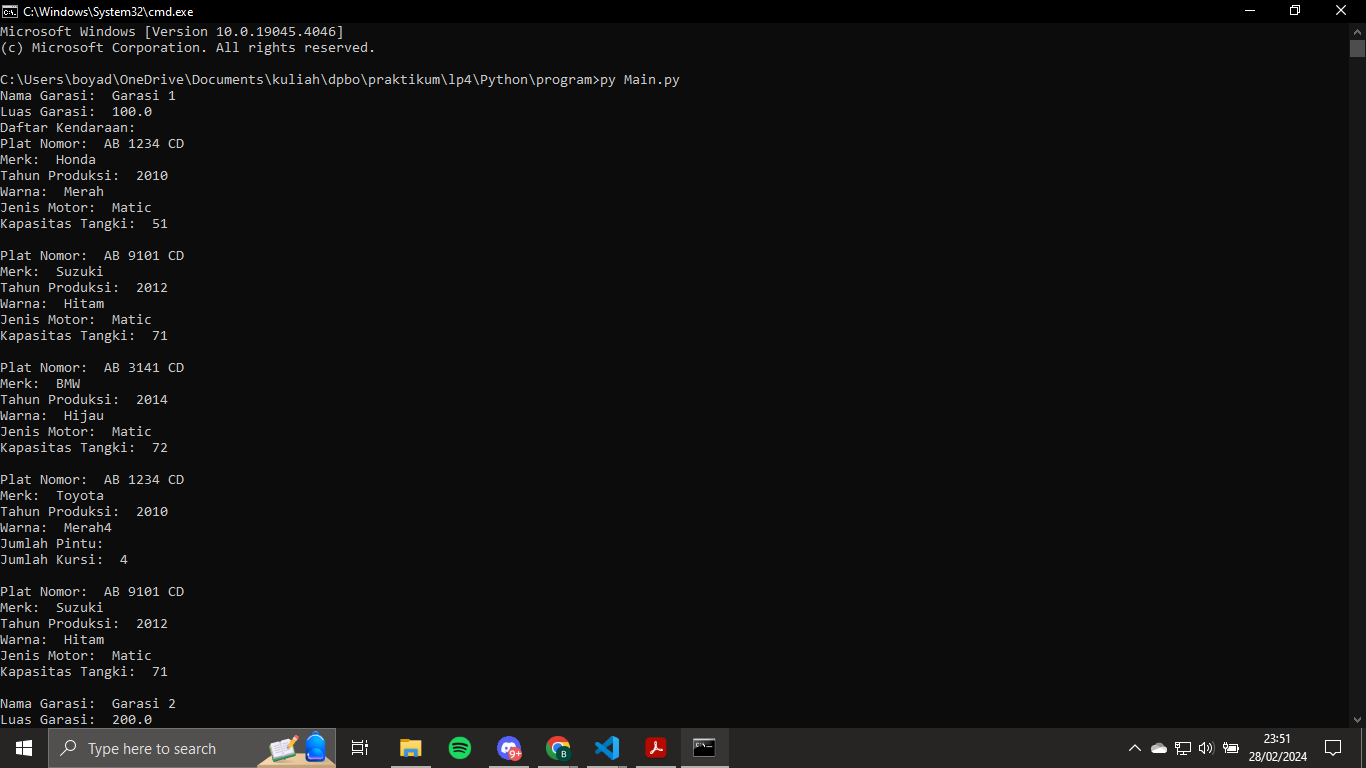 C:\Windows\System32\cmd.exe
Microsoft Windows [Version 10.0.19045.4046]
(c) Microsoft Corporation. All rights reserved.
C:\Users\boyad\OneDrive\Documents\kuliah\dpbo\praktikum\lp4\Python\program>py Main.py
Nama Garasi:  Garasi 1
Luas Garasi:  100.0
Daftar Kendaraan:
Plat Nomor:  AB 1234 CD
Merk:  Honda
Tahun Produksi:  2010
Warna:  Merah
Jenis Motor:  Matic
Kapasitas Tangki:  51
Plat Nomor:  AB 9101 CD
Merk:  Suzuki
Tahun Produksi:  2012
Warna:  Hitam
Jenis Motor:  Matic
Kapasitas Tangki:  71
Plat Nomor:  AB 3141 CD
Merk:  BMW
Tahun Produksi:  2014
Warna:  Hijau
Jenis Motor:  Matic
Kapasitas Tangki:  72
Plat Nomor:  AB 1234 CD
Merk:  Toyota
Tahun Produksi:  2010
Warna:  Merah4
Jumlah Pintu:
Jumlah Kursi:  4
Plat Nomor:  AB 9101 CD
Merk:  Suzuki
Tahun Produksi:  2012
Warna:  Hitam
Jenis Motor:  Matic
Kapasitas Tangki:  71
Nama Garasi:  Garasi 2
Luas Garasi:  200.0
Type here to search
9+
B
23:51
28/02/2024